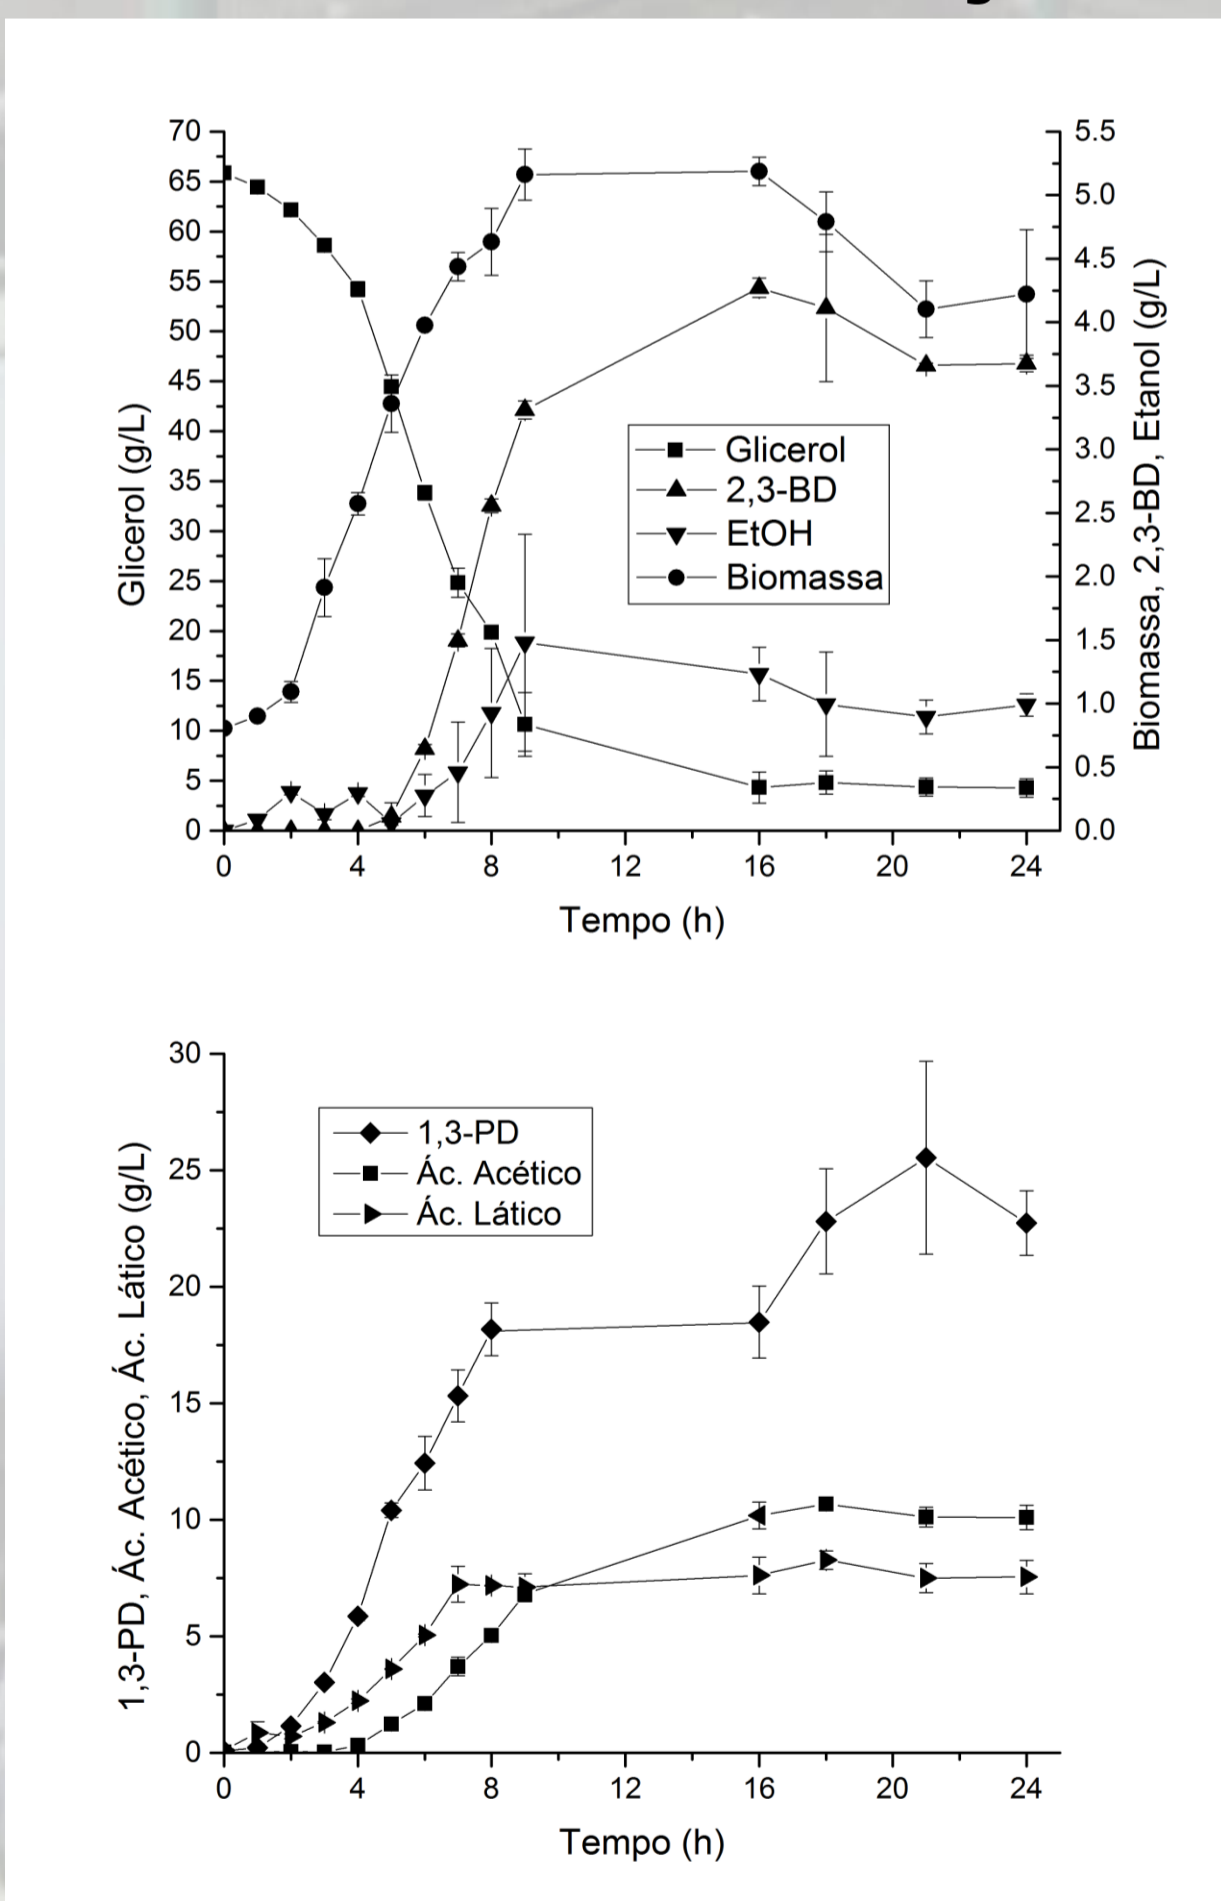 70
65
60
55
50
45
40
35
30
25
20
15
10
5
0
Glicerol (g/L)
5.5
5.0
4.5
4.0
3.5
3.0
2.5
2.0
1.5
1.0
0.5
0.0
Biomassa, 2,3-BD, Etanol (g/L)
Glicerol
2,3-BD
EtOH
Biomassa
0 4 8 12 16 20 24
Tempo (h)
30
25
20
15
10
5
0
1,3-PD, Ác. Acético, Ác. Lático (g/L)
1,3-PD
Ác. Acético
Ác. Lático
0 4 8 12 16 20 24
Tempo (h)